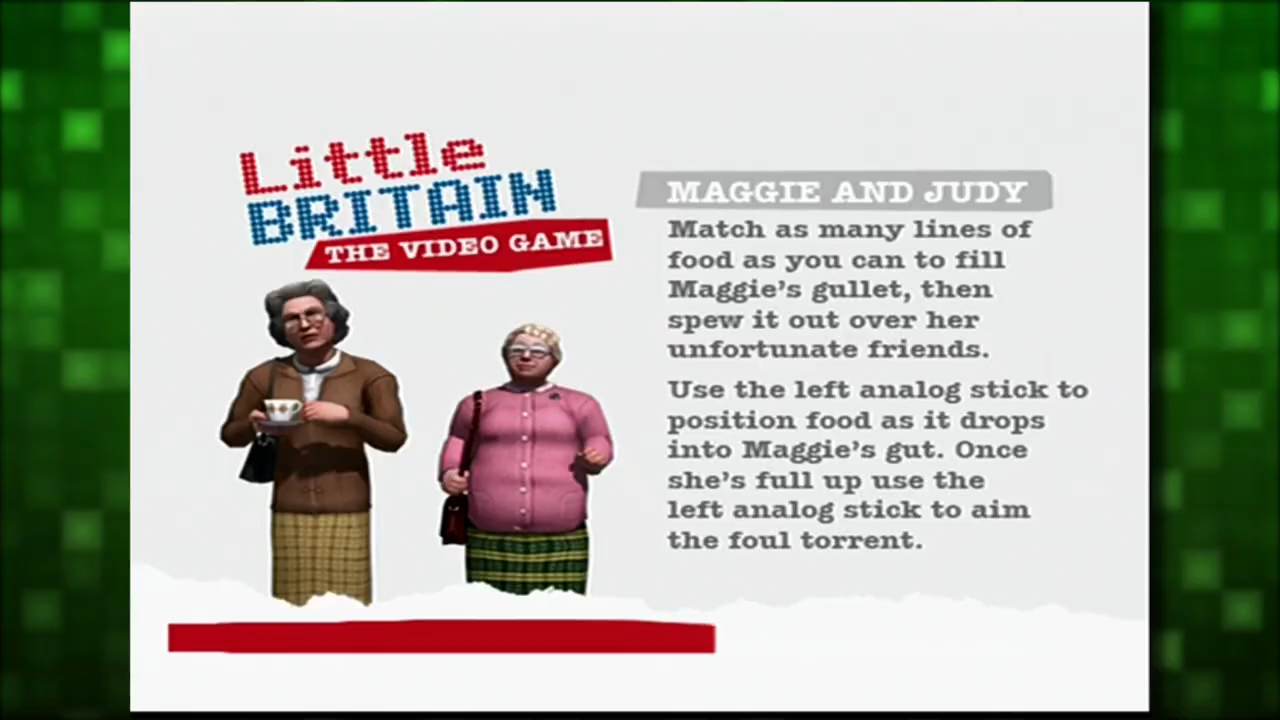 Little
BRITAIN
THE VIDEO GAME
MAGGIE AND JUDY
Match as many lines of
food as you can to fill
Maggie's gullet, then
spew it out over her
unfortunate friends.
Use the left analog stick to
position food as it drops
into Maggie's gut. Once
she's full up use the
left analog stick to aim
the foul torrent.